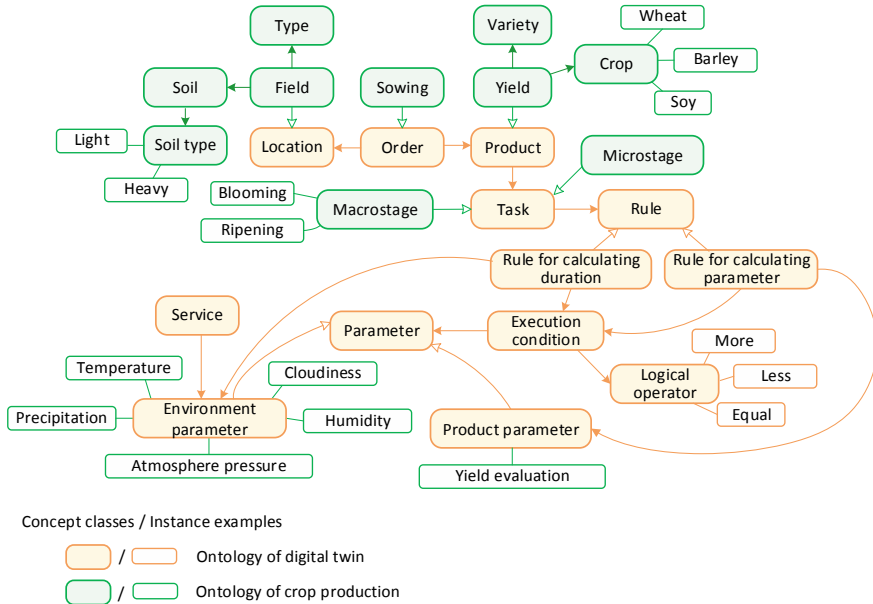 Type
Variety
Wheat
Crop
Barley
Soil
Field
Sowing
Yield
Soy
Light
Soil type
Location
Order
Product
Microstage
Heavy
Blooming
Macrostage
Task
Rule
Ripening
Rule for calculating
duration
Rule for calculating
parameter
Service
Parameter
Execution
condition
More
Temperature
Cloudiness
Logical
operator
Less
Precipitation
Environment
parameter
Humidity
Equal
Product parameter
Atmosphere pressure
Yield evaluation
Concept classes / Instance examples
/ Ontology of digital twin
/ Ontology of crop production